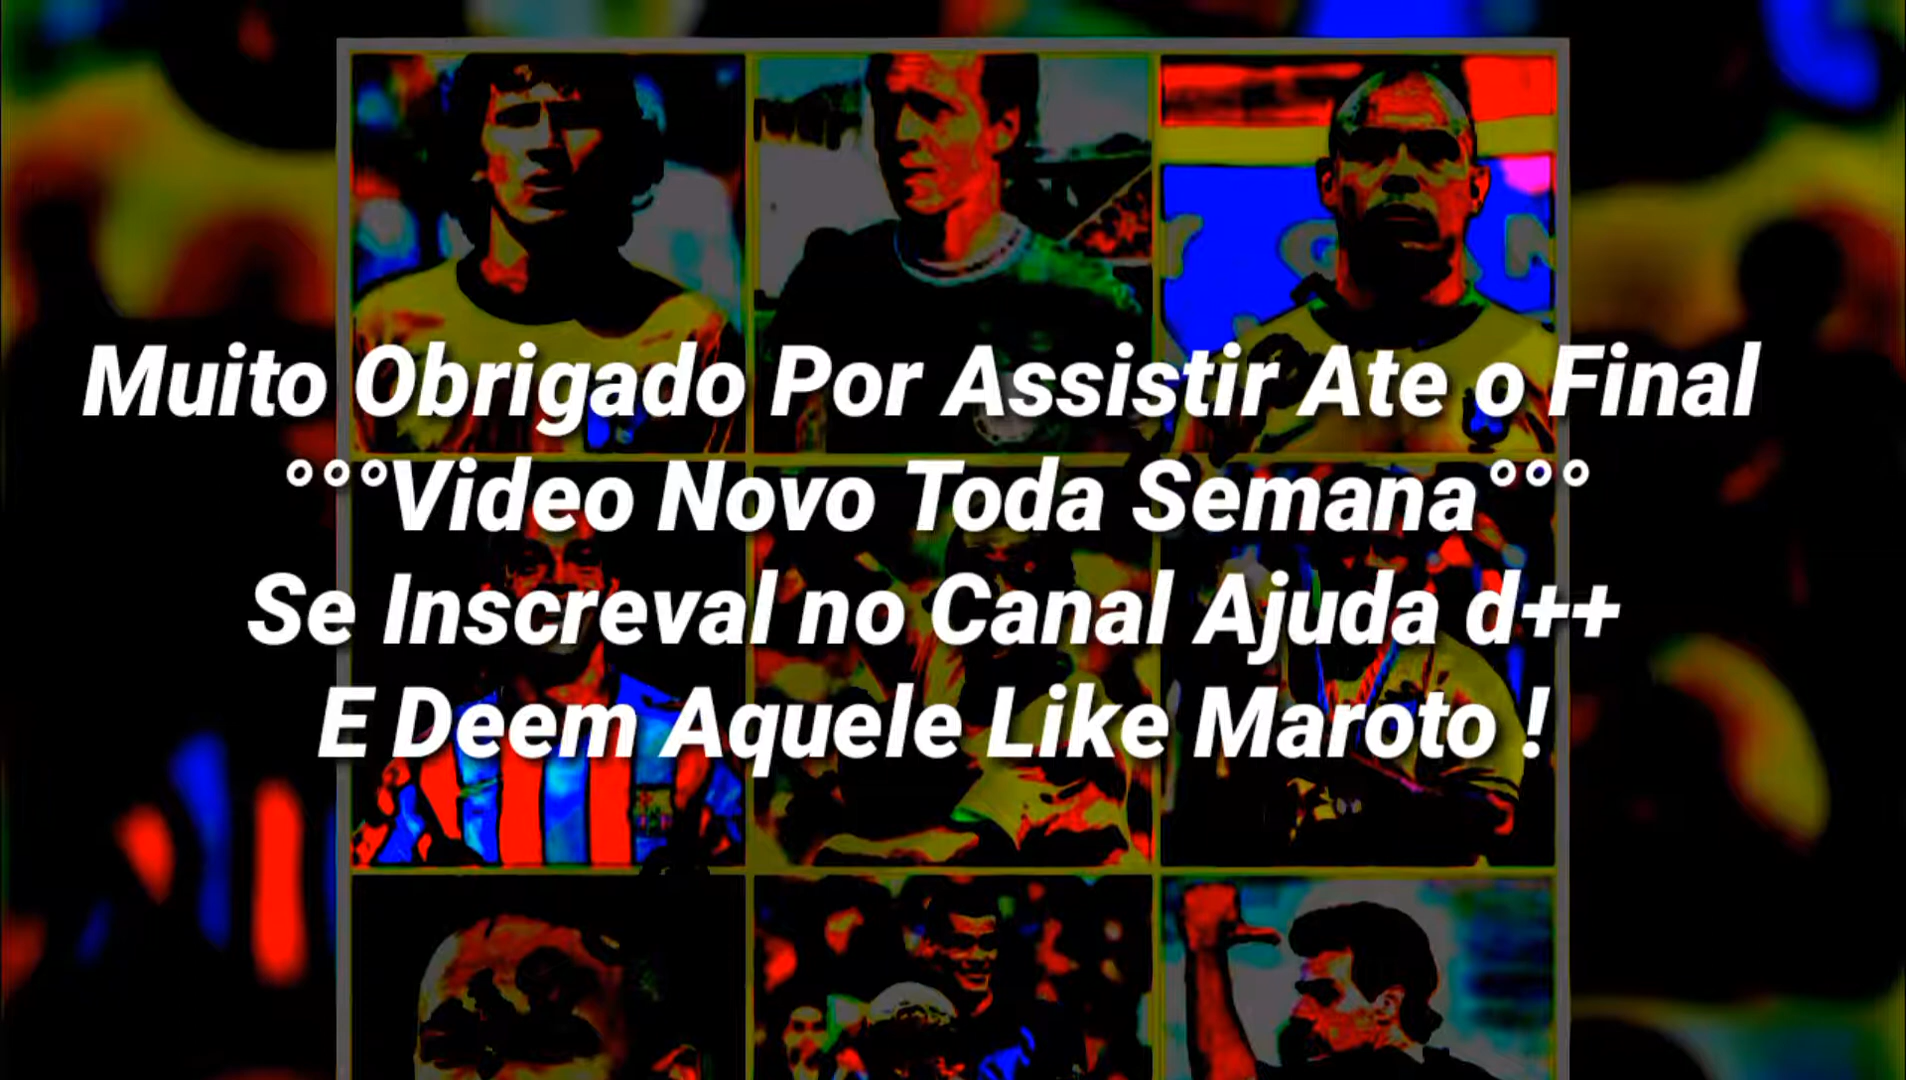 Muito Obrigado Por Assistir Ate o Final
°°°Video Novo Toda Semana°°°
Se Inscreval no Canal Ajuda d++
E Deem Aquele Like Maroto !